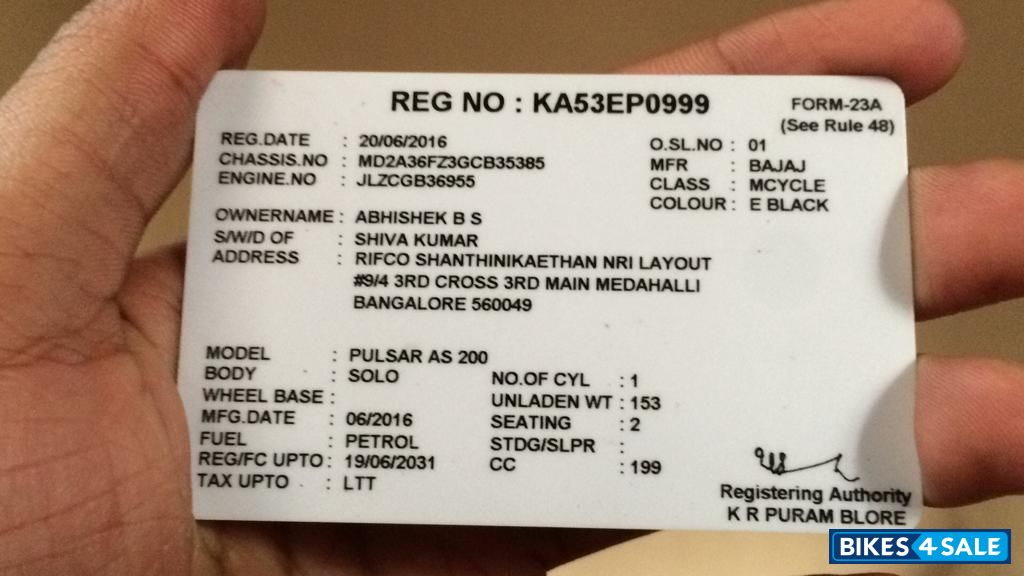 REG NO : KA53EP0999
FORM-23A
(See Rule 48)
REG.DATE : 20/06/2016
O.SL.NO : 01
CHASSIS.NO : MD2A36FZ3GCB35385
MFR : BAJAJ
ENGINE.NO : JLZCGB36955
CLASS : MCYCLE
COLOUR : E BLACK
OWNERNAME : ABHISHEK B S
S/W/D OF : SHIVA KUMAR
ADDRESS : RIFCO SHANTHINIKAETHAN NRI LAYOUT
#9/4 3RD CROSS 3RD MAIN MEDAHALLI
BANGALORE 560049
MODEL : PULSAR AS 200
BODY : SOLO
NO.OF CYL : 1
WHEEL BASE :
UNLADEN WT : 153
MFG.DATE : 06/2016
SEATING : 2
FUEL : PETROL
STDG/SLPR :
REG/FC UPTO : 19/06/2031
CC : 199
TAX UPTO : LTT
Registering Authority
K R PURAM BLORE
BIKES4SALE